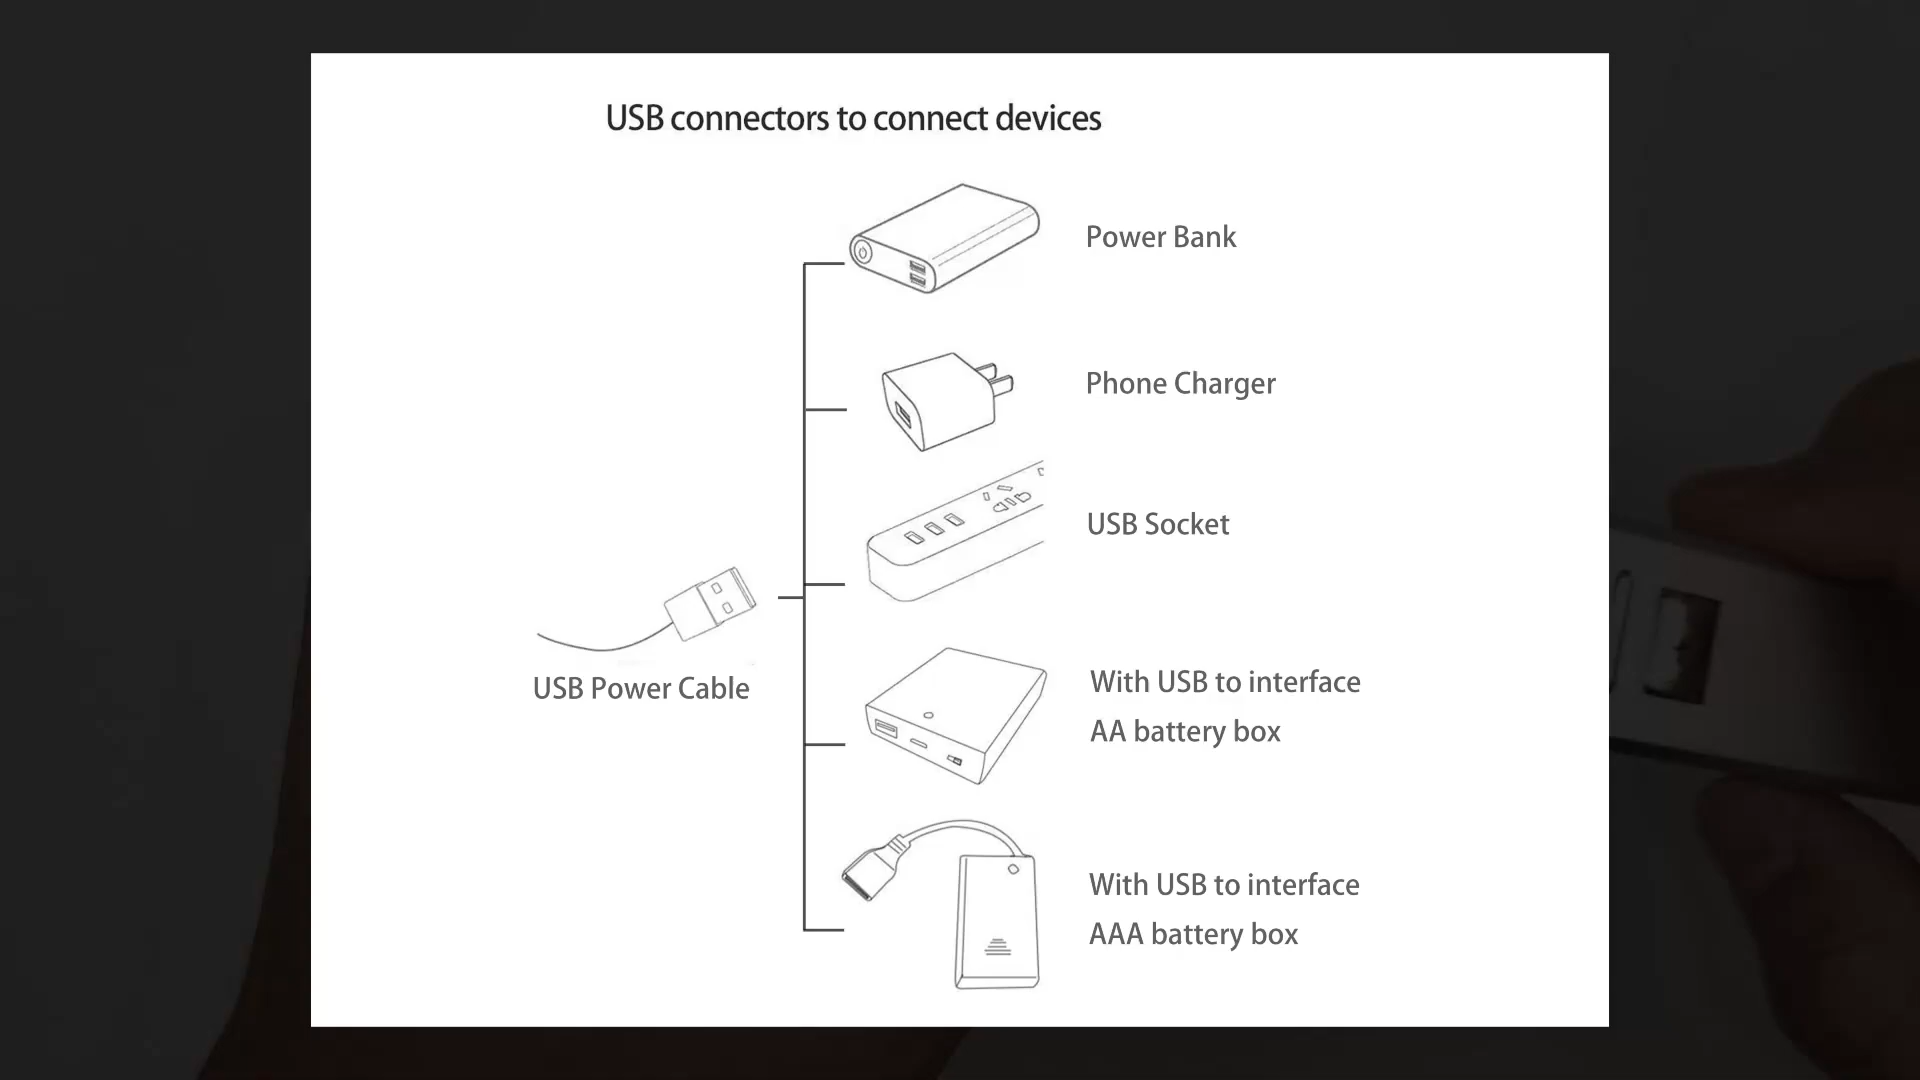 USB connectors to connect devices
Power Bank
Phone Charger
USB Socket
USB Power Cable
With USB to interface
AA battery box
With USB to interface
AAA battery box